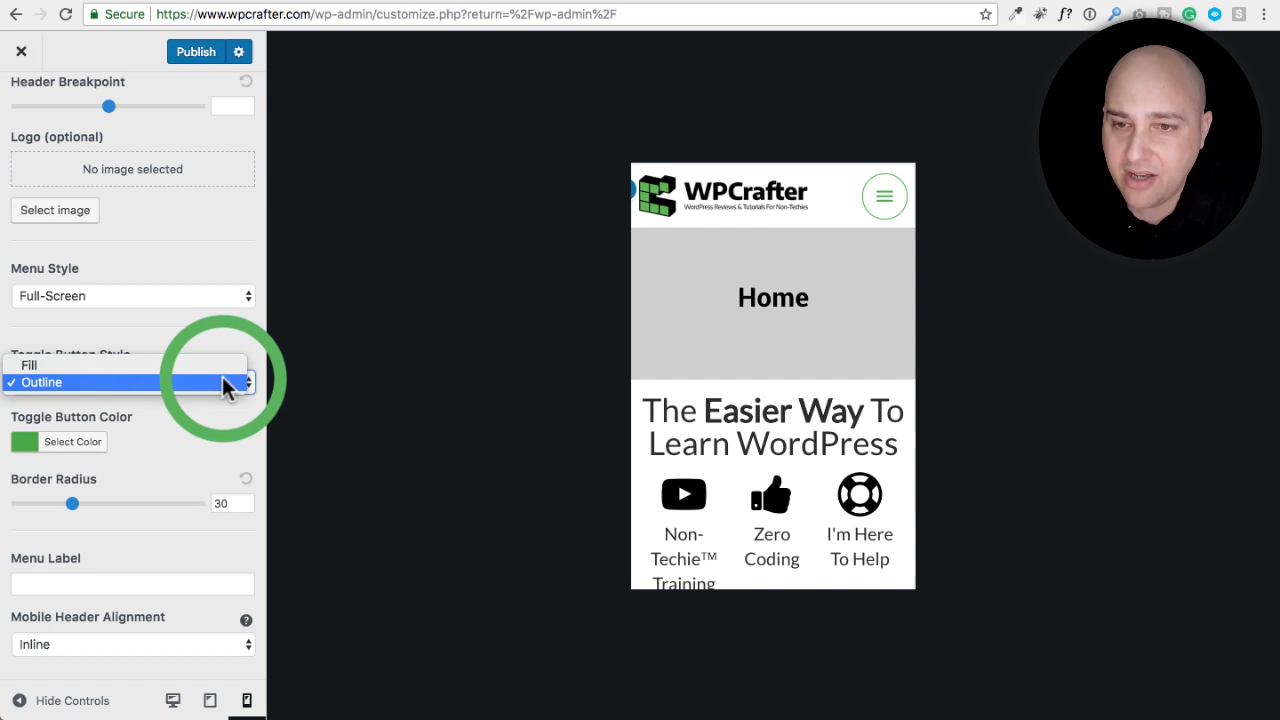 Secure
https://www.wpcrafter.com/wp-admin/customize.php?return=%2Fwp-admin%2F
Publish
Header Breakpoint
Logo (optional)
No image selected
Select image
Menu Style
Full-Screen
Toggle Button Style
Fill
✓ Outline
Toggle Button Color
Select Color
Border Radius
30
Menu Label
Mobile Header Alignment
Inline
Hide Controls
WPCrafter
WordPress Reviews & Tutorials For Non-Techies
Home
The Easier Way To
Learn WordPress
Non-
Techie™
Training
Zero
Coding
I'm Here
To Help